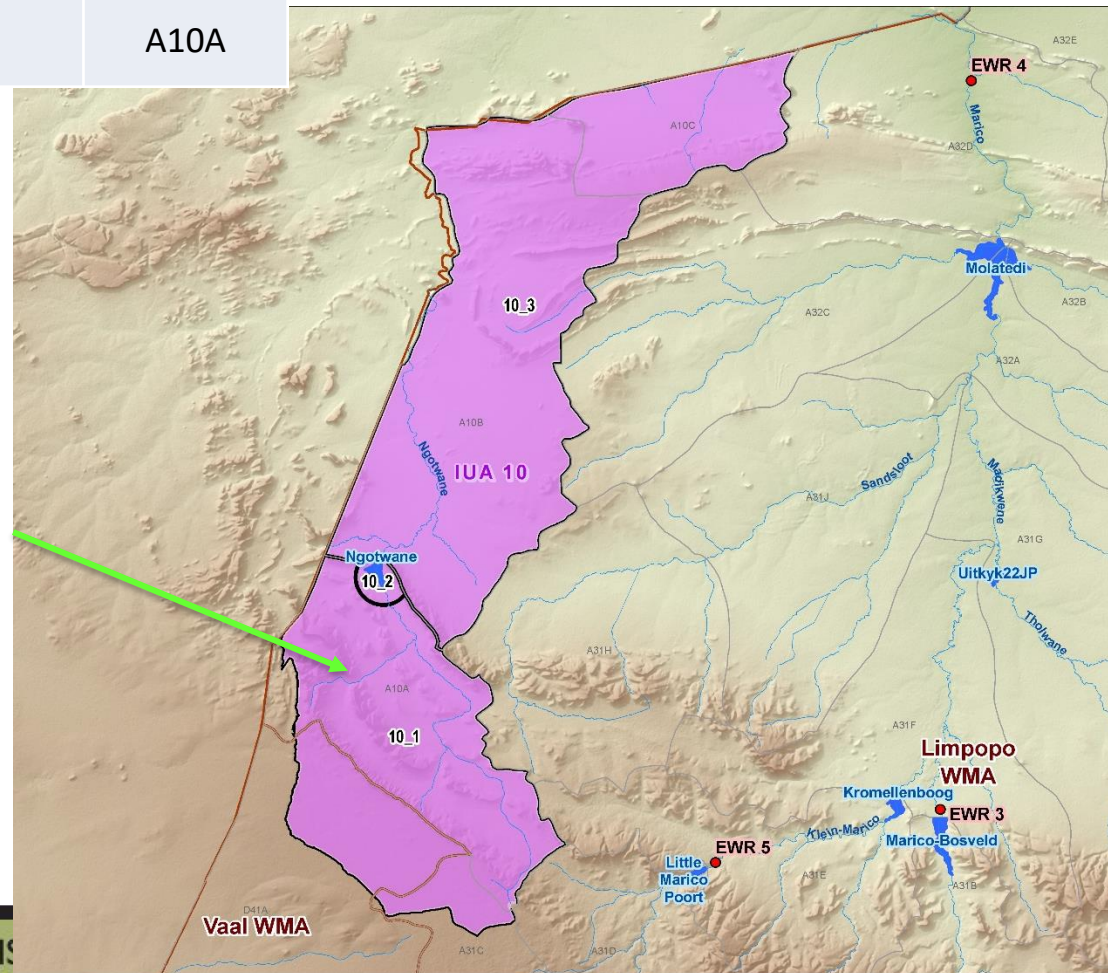 A10A
A32E
EWR 4
Marico
A10C
A32D
Molatedi
10_3
A32B
A32C
A32A
A10B
Ngotwane
IUA 10
Sandsloot
Madikwene
A31J
A31G
Ngotwane
10_2
Uitkyk22JP
Tholwane
A31H
A10A
10_1
A31F
Limpopo
WMA
Kromellenboog
EWR 3
Klein-Marico
Marico-Bosveld
EWR 5
Little
Marico
Poort
A31E
A31B
D41A
Vaal WMA
A31C
A31D